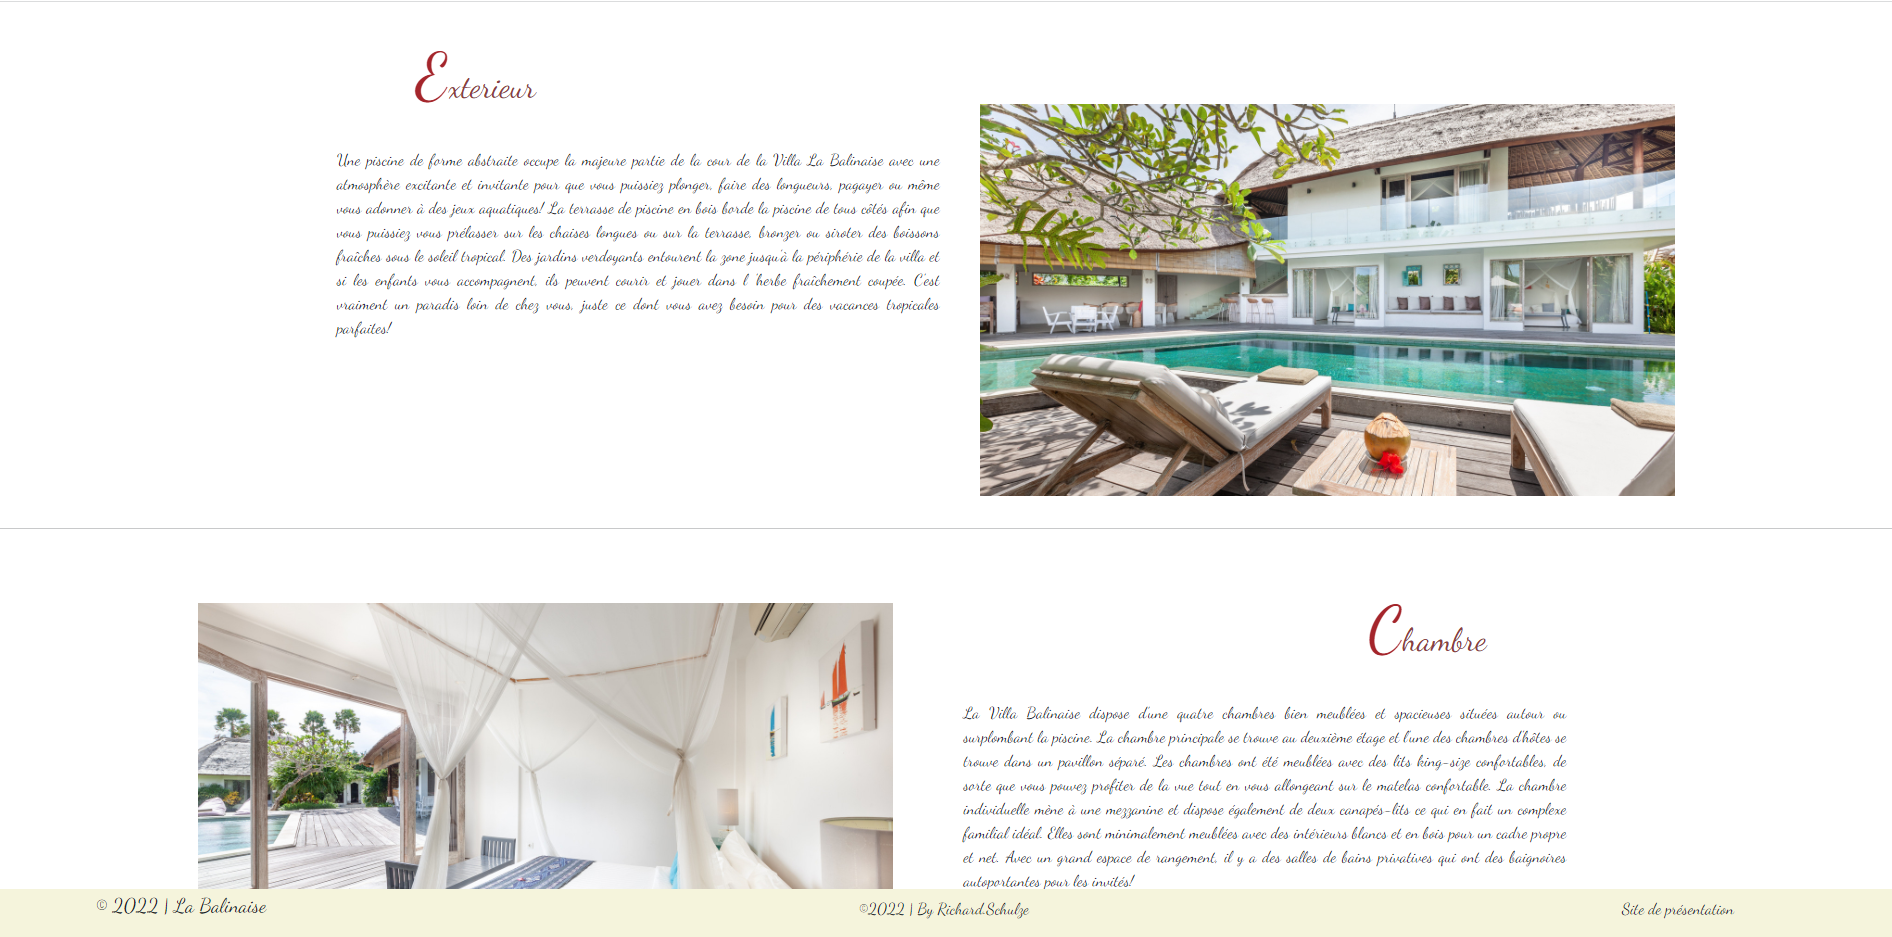 Exterieur
Une piscine de forme abstraite occupe la majeure partie de la cour de la Villa La Balinaise avec une
atmosphère excitante et invitante pour que vous puissiez plonger, faire des longueurs, pagayer ou même
vous adonner à des jeux aquatiques! La terrasse de piscine en bois borde la piscine de tous côtés afin que
vous puissiez vous prélasser sur les chaises longues ou sur la terrasse, bronzer ou siroter des boissons
fraîches sous le soleil tropical. Des jardins verdoyants entourent la zone jusqu'à la périphérie de la villa et
si les enfants vous accompagnent, ils peuvent courir et jouer dans l 'herbe fraîchement coupée. C'est
vraiment un paradis loin de chez vous, juste ce dont vous avez besoin pour des vacances tropicales
parfaites!
Chambre
La Villa Balinaise dispose d'une quatre chambres bien meublées et spacieuses situées autour ou
surplombant la piscine. La chambre principale se trouve au deuxième étage et l'une des chambres d'hôtes se
trouve dans un pavillon séparé. Les chambres ont été meublées avec des lits king-size confortables, de
sorte que vous pouvez profiter de la vue tout en vous allongeant sur le matelas confortable. La chambre
individuelle mène à une mezzanine et dispose également de deux canapés-lits ce qui en fait un complexe
familial idéal. Elles sont minimalement meublées avec des intérieurs blancs et en bois pour un cadre propre
et net. Avec un grand espace de rangement, il y a des salles de bains privatives qui ont des baignoires
autoportantes pour les invités!
© 2022 | La Balinaise
©2022 | By Richard.Schulze
Site de présentation